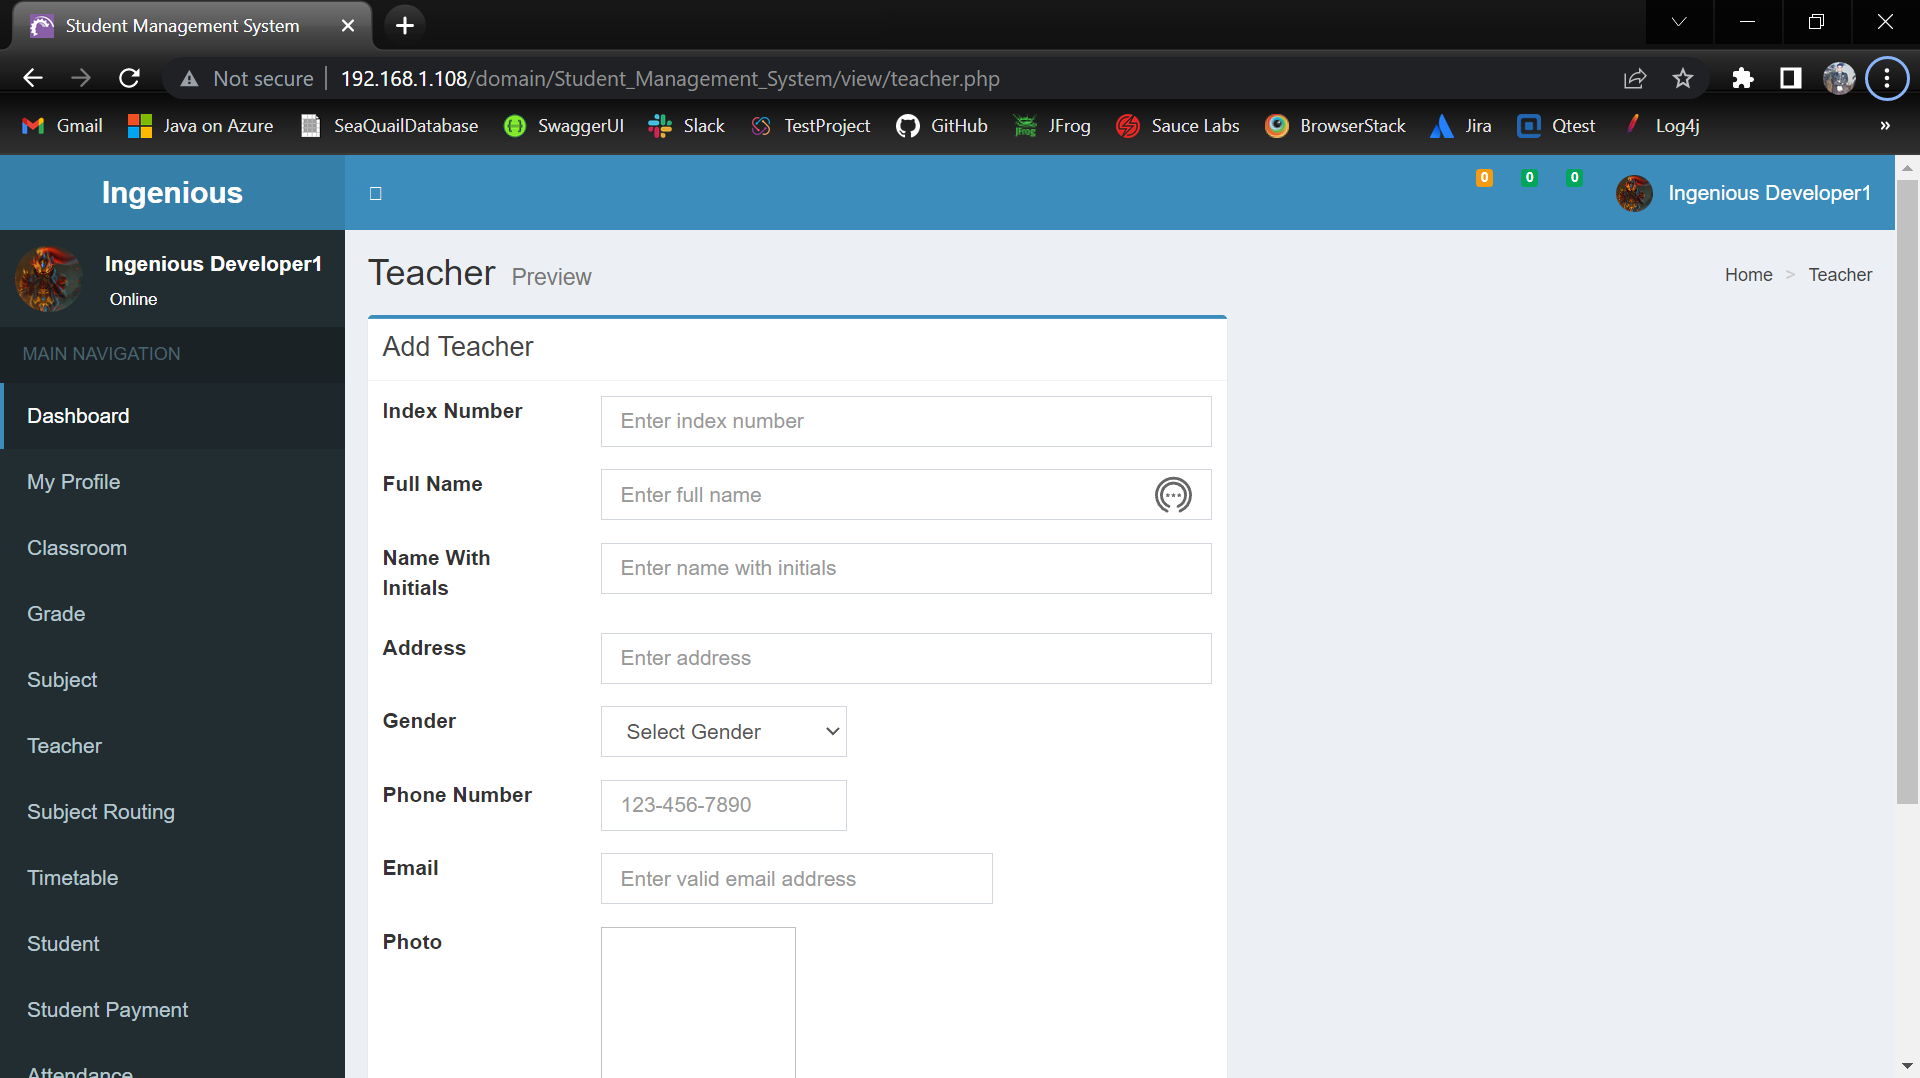 Student Management System
Not secure 192.168.1.108/domain/Student_Management_System/view/teacher.php
Gmail Java on Azure SeaQuailDatabase SwaggerUI Slack TestProject GitHub JFrog Sauce Labs BrowserStack Jira Qtest Log4j »
Ingenious
0 0 0 Ingenious Developer1
Ingenious Developer1
Online
MAIN NAVIGATION
Dashboard
My Profile
Classroom
Grade
Subject
Teacher
Subject Routing
Timetable
Student
Student Payment
Attendance
Teacher Preview
Home > Teacher
Add Teacher
Index Number Enter index number
Full Name Enter full name
Name With
Initials
Enter name with initials
Address Enter address
Gender Select Gender
Phone Number 123-456-7890
Email Enter valid email address
Photo